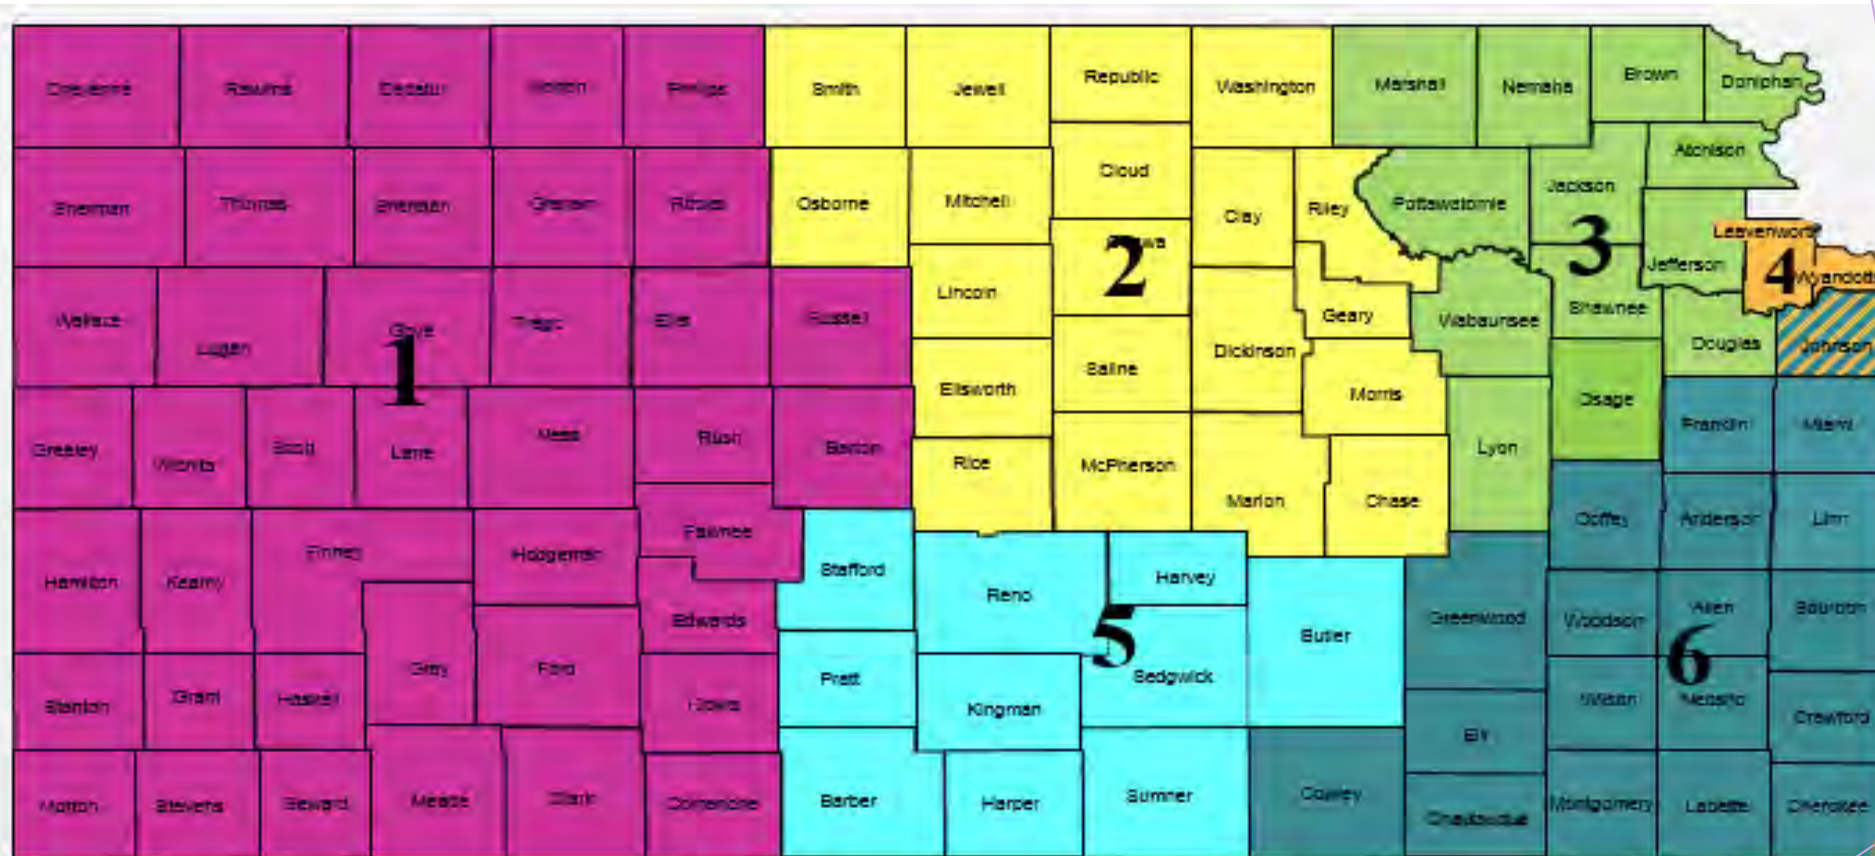 Cheyenne Rawlins Decatur Norton Phillips Smith Jewell Republic Washington Marshall Nemaha Brown Doniphan
Cloud Atchison
Sherman Thomas Sheridan Graham Rooks Osborne Mitchell Clay Riley Pottawatomie Jackson
2 3 Leavenwort
Lincoln Jefferson 4 Wyandott
Wallace Logan Gove Trego Ellis Russell Geary Wabaunsee Shawnee
1 Ellsworth Saline Dickinson Morris Douglas Johnson
Osage Franklin Miami
Greeley Wichita Scott Lane Ness Rush Barton Rice McPherson Marion Chase Lyon
Pawnee Coffey Anderson Linn
Hamilton Kearny Finney Hodgeman Stafford Reno Harvey
Edwards 5 Butler Greenwood Woodson Allen Bourbon
Gray Ford Pratt Sedgwick 6
Stanton Grant Haskell Kiowa Kingman Wilson Neosho Crawford
Elk
Morton Stevens Seward Meade Clark Comanche Barber Harper Sumner Cowley Chautauqua Montgomery Labette Cherokee